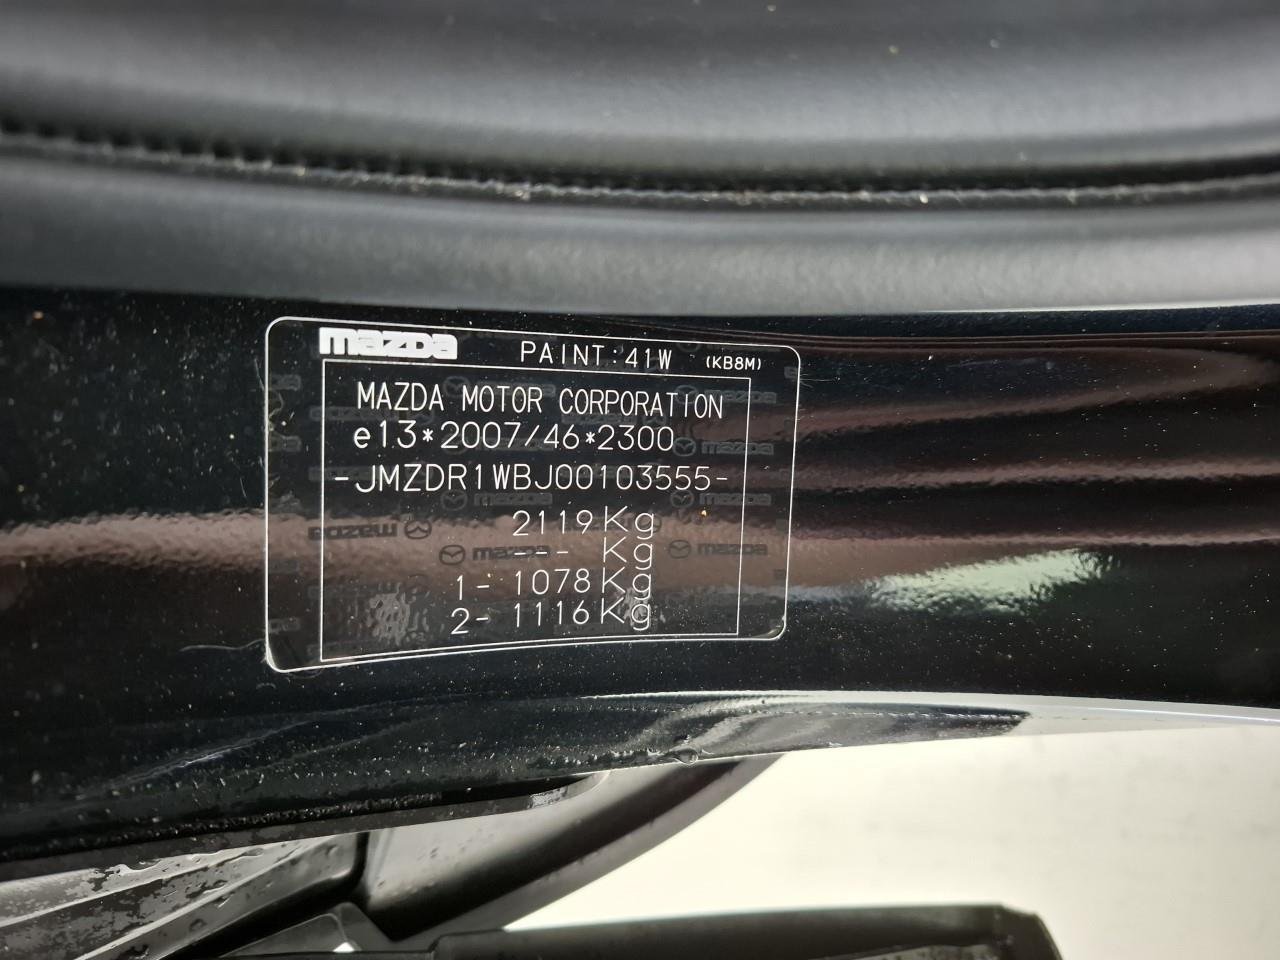 mazda PAINT:41W (KB8M)
MAZDA MOTOR CORPORATION
e13*2007/46*2300
-JMZDR1WBJ00103555-
2119Kg
--- Kg
1- 1078Kg
2- 1116Kg